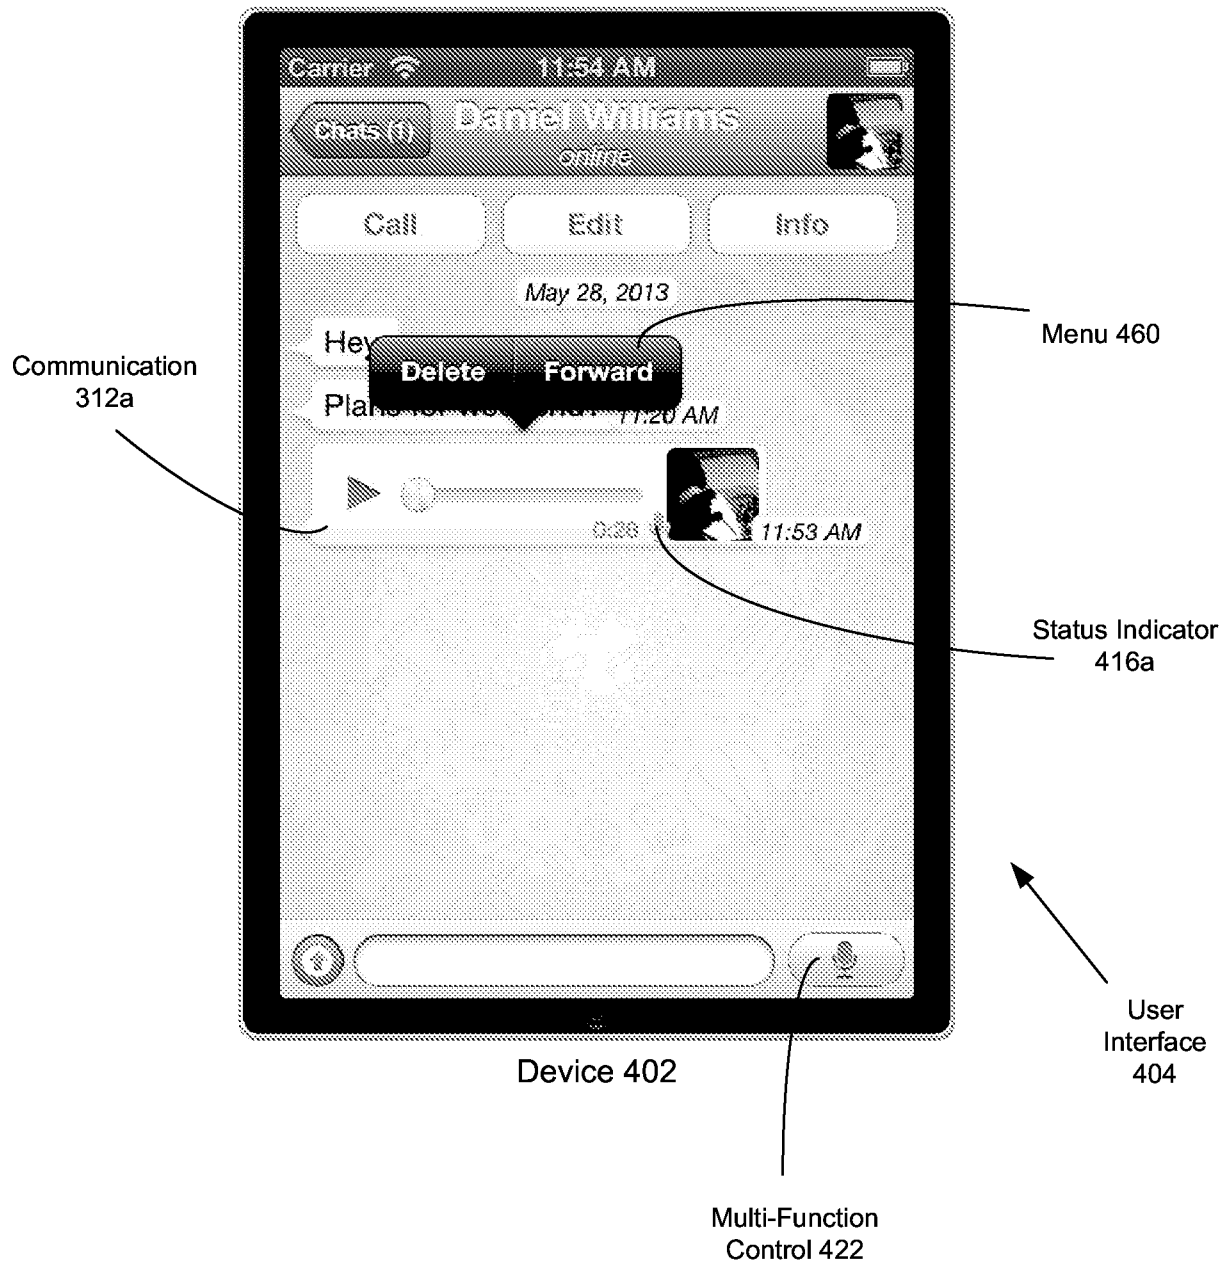 Carrier 11:54 AM
Chats (1) Daniel Williams
online
Call Edit Info
May 28, 2013
Menu 460
Hey
Delete Forward
Communication
312a
11:20 AM
0:26
11:53 AM
Status Indicator
416a
User
Interface
404
Device 402
Multi-Function
Control 422